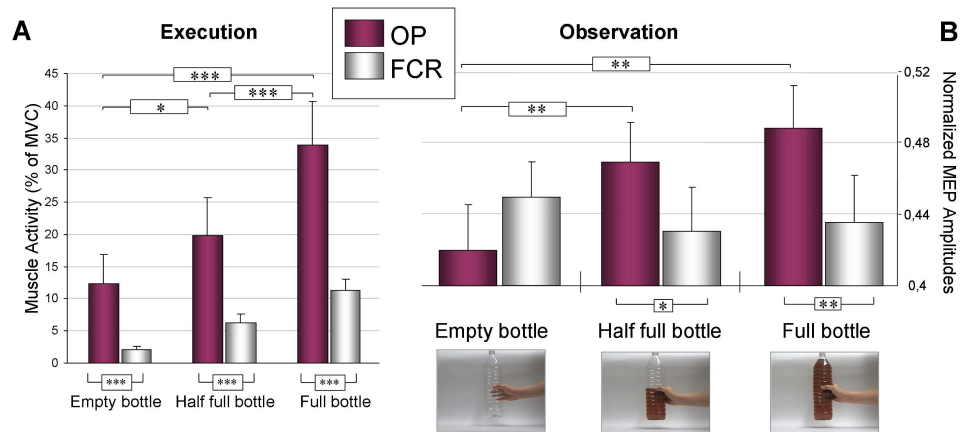 A
Execution
OP
FCR
Observation
B
Muscle Activity (% of MVC)
45
40
35
30
25
20
15
10
5
0
***
*
***
***
***
***
Empty bottle
Half full bottle
Full bottle
**
**
0,52
0,48
0,44
0,4
Normalized MEP Amplitudes
*
**
Empty bottle
Half full bottle
Full bottle